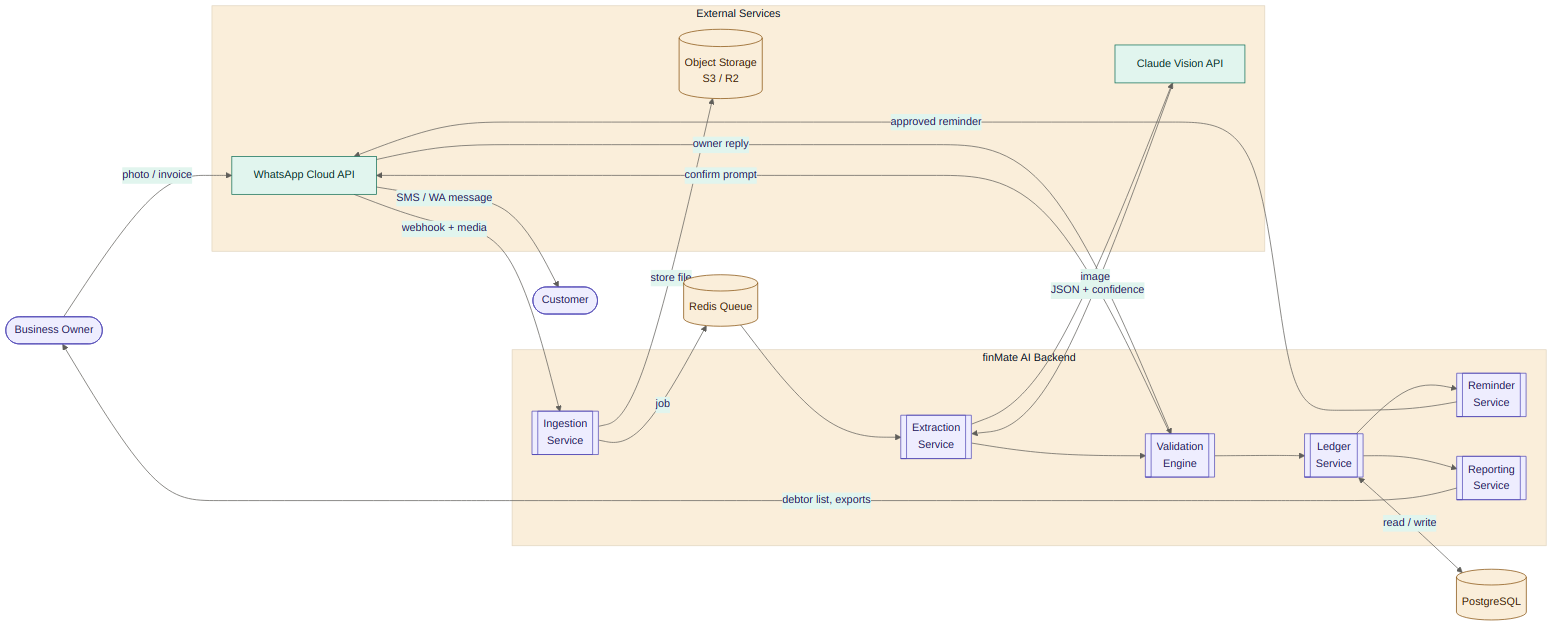 External Services
Object Storage
S3 / R2
Claude Vision API
approved reminder
owner reply
photo / invoice
WhatsApp Cloud API
confirm prompt
SMS / WA message
webhook + media
store file
image
JSON + confidence
Customer
Redis Queue
Business Owner
finMate AI Backend
job
Ingestion
Service
Extraction
Service
Validation
Engine
Ledger
Service
Reminder
Service
Reporting
Service
debtor list, exports
read / write
PostgreSQL